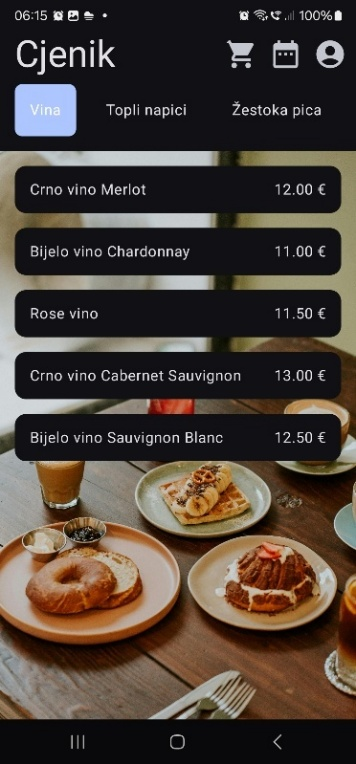 06:15 100%
Cjenik
Vina Topli napici Žestoka pica
Crno vino Merlot 12.00 €
Bijelo vino Chardonnay 11.00 €
Rose vino 11.50 €
Crno vino Cabernet Sauvignon 13.00 €
Bijelo vino Sauvignon Blanc 12.50 €